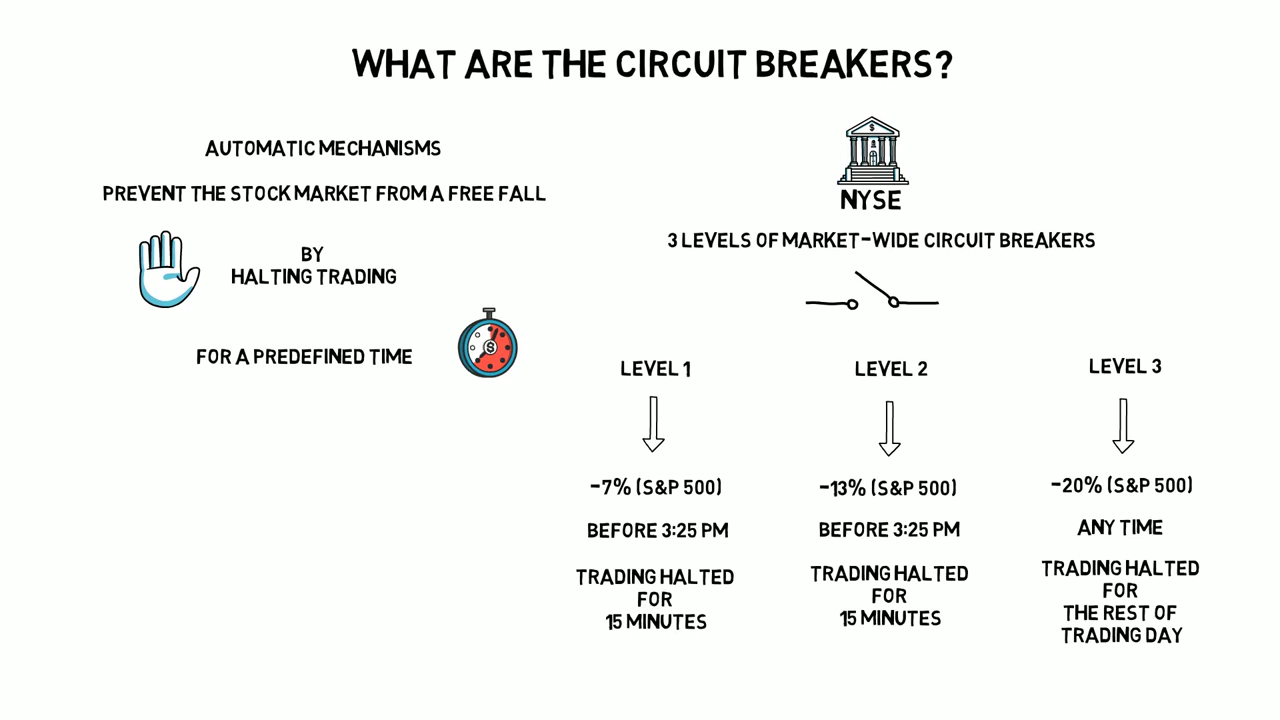 WHAT ARE THE CIRCUIT BREAKERS?
AUTOMATIC MECHANISMS
PREVENT THE STOCK MARKET FROM A FREE FALL
BY
HALTING TRADING
FOR A PREDEFINED TIME
$
$
NYSE
3 LEVELS OF MARKET-WIDE CIRCUIT BREAKERS
LEVEL 1
-7% (S&P 500)
BEFORE 3:25 PM
TRADING HALTED
FOR
15 MINUTES
LEVEL 2
-13% (S&P 500)
BEFORE 3:25 PM
TRADING HALTED
FOR
15 MINUTES
LEVEL 3
-20% (S&P 500)
ANY TIME
TRADING HALTED
FOR
THE REST OF
TRADING DAY